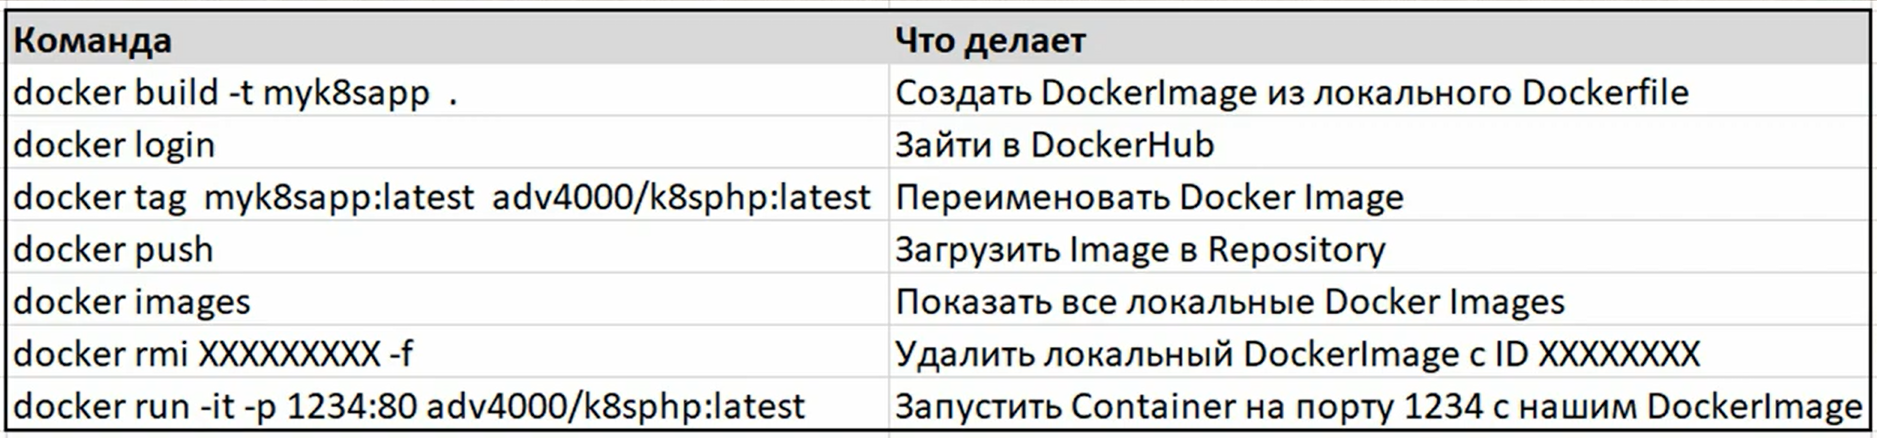 Команда Что делает
docker build -t myk8sapp . Создать DockerImage из локального Dockerfile
docker login Зайти в DockerHub
docker tag myk8sapp:latest adv4000/k8sphp:latest Переименовать Docker Image
docker push Загрузить Image в Repository
docker images Показать все локальные Docker Images
docker rmi XXXXXXXXX -f Удалить локальный DockerImage с ID XXXXXXXX
docker run -it -p 1234:80 adv4000/k8sphp:latest Запустить Container на порту 1234 с нашим DockerImage